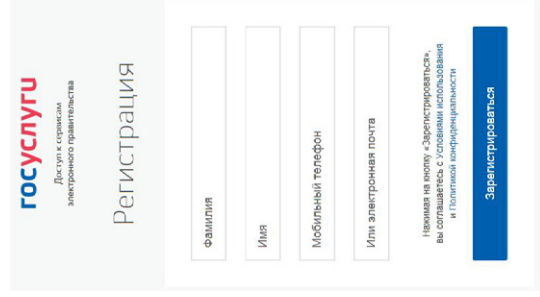 госуслуги
Доступ к сервисам
электронного правительства
Регистрация
Фамилия
Имя
Мобильный телефон
Или электронная почта
Нажимая на кнопку «Зарегистрироваться»,
вы соглашаетесь с Условиями использования
и Политикой конфиденциальности
Зарегистрироваться